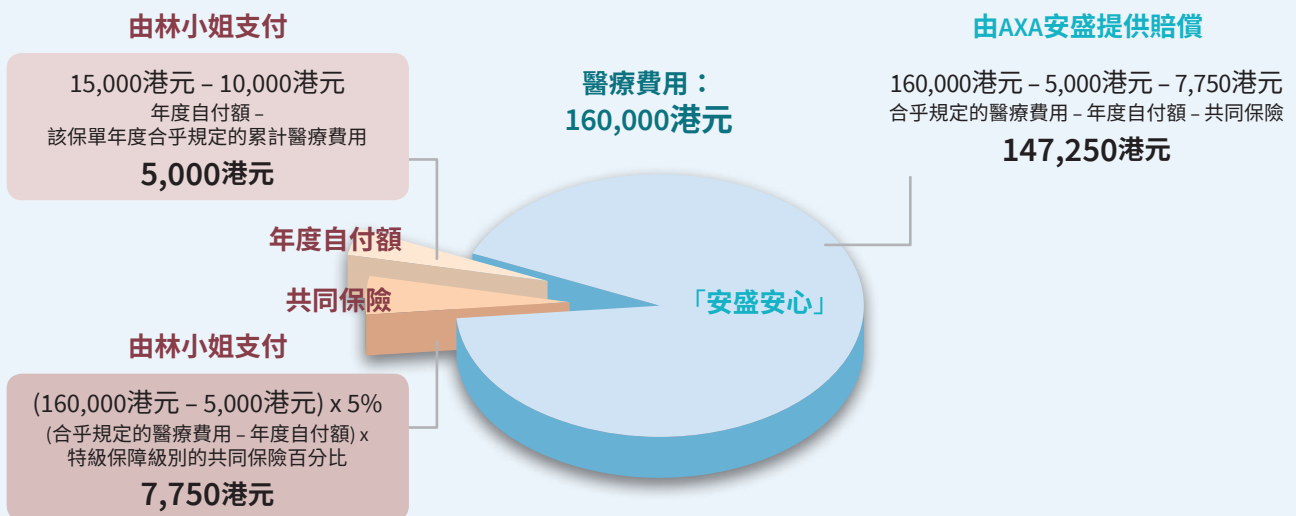 由林小姐支付
15,000港元 – 10,000港元
年度自付額 –
該保單年度合乎規定的累計醫療費用
5,000港元
醫療費用：
160,000港元
由AXA安盛提供賠償
160,000港元 – 5,000港元 – 7,750港元
合乎規定的醫療費用 – 年度自付額 – 共同保險
147,250港元
年度自付額
共同保險
「安盛安心」
由林小姐支付
(160,000港元 – 5,000港元) x 5%
(合乎規定的醫療費用 – 年度自付額) x
特級保障級別的共同保險百分比
7,750港元